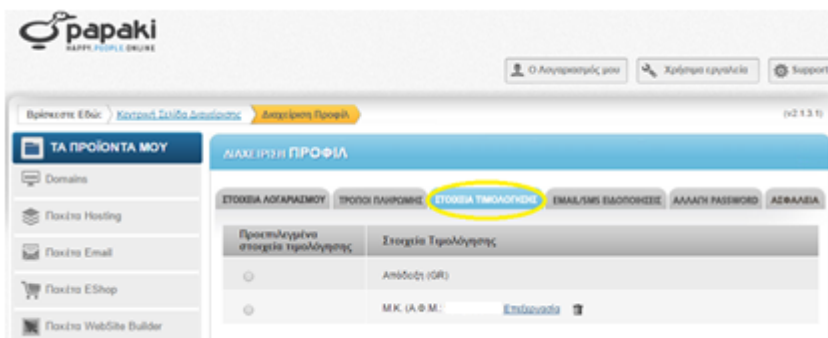 papaki
HAPPY PEOPLE ONLINE
Ο Λογαριασμός μου
Χρήσιμα εργαλεία
Support
Βρίσκεστε Εδώ:
Κεντρική Σελίδα Διαχείρισης
Διαχείριση Προφίλ
(v2.1.3.1)
ΤΑ ΠΡΟΪΟΝΤΑ ΜΟΥ
Domains
Πακέτα Hosting
Πακέτα Email
Πακέτα EShop
Πακέτα WebSite Builder
ΔΙΑΧΕΙΡΙΣΗ ΠΡΟΦΙΛ
ΣΤΟΙΧΕΙΑ ΛΟΓΑΡΙΑΣΜΟΥ
ΤΡΟΠΟΙ ΠΛΗΡΩΜΗΣ
ΣΤΟΙΧΕΙΑ ΤΙΜΟΛΟΓΗΣΗΣ
EMAIL/SMS ΕΙΔΟΠΟΙΗΣΕΙΣ
ΑΛΛΑΓΗ PASSWORD
ΑΣΦΑΛΕΙΑ
Προεπιλεγμένα
στοιχεία τιμολόγησης
Στοιχεία Τιμολόγησης
Απόδειξη (GR)
Μ.Κ. (Α.Φ.Μ.:
Επεξεργασία